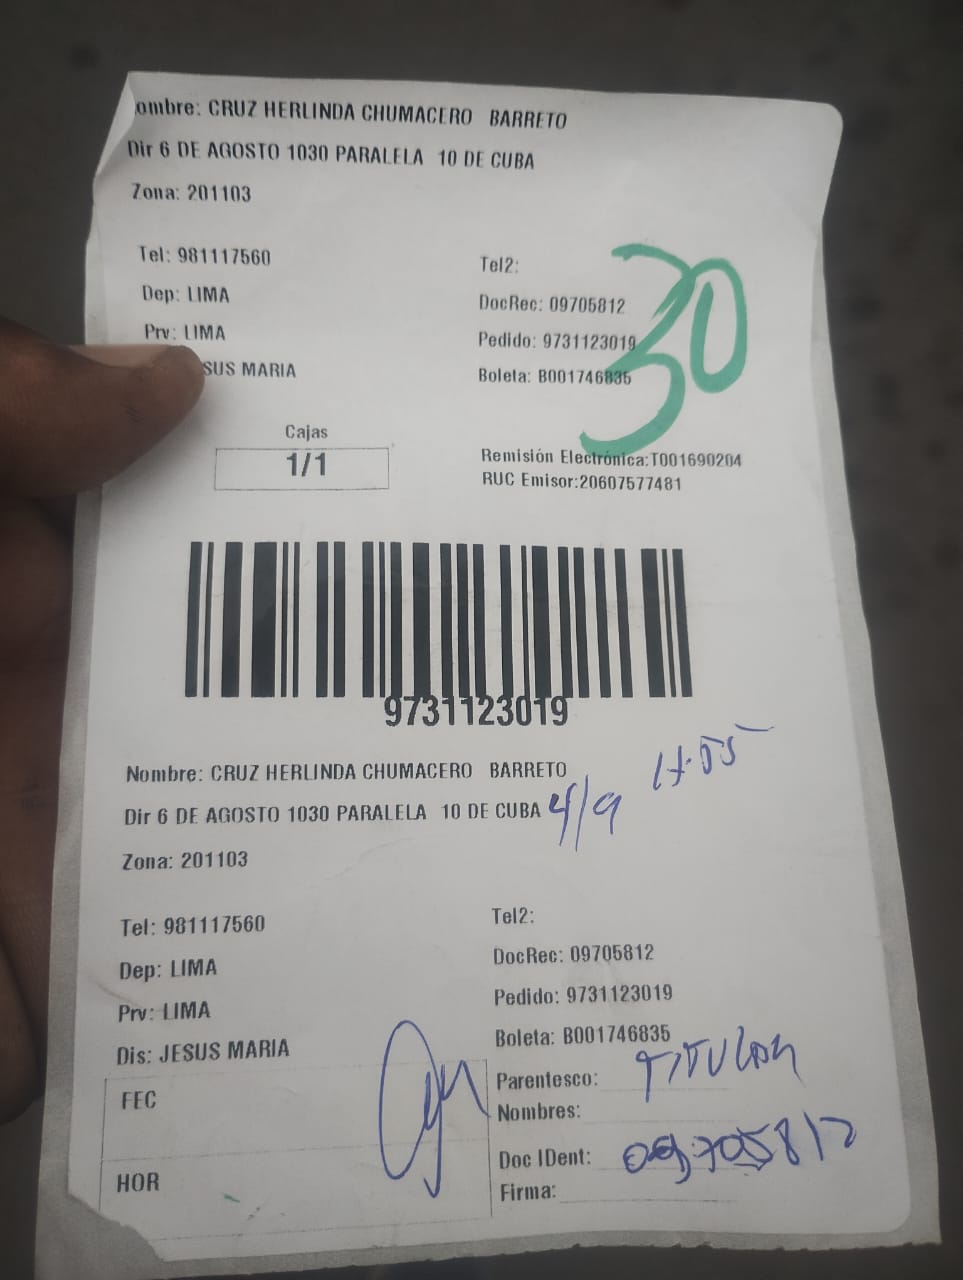 ombre: CRUZ HERLINDA CHUMACERO BARRETO
Dir 6 DE AGOSTO 1030 PARALELA 10 DE CUBA
Zona: 201103
Tel: 981117560
Tel2:
30
Dep: LIMA
DocRec: 09705812
Prv: LIMA
Pedido: 9731123019
SUS MARIA
Boleta: B001746835
Cajas
1/1
Remisión Electrónica:T001690204
RUC Emisor:20607577481
9731123019
Nombre: CRUZ HERLINDA CHUMACERO BARRETO
Dir 6 DE AGOSTO 1030 PARALELA 10 DE CUBA 4/9
Zona: 201103
Tel: 981117560
Tel2:
Dep: LIMA
DocRec: 09705812
Prv: LIMA
Pedido: 9731123019
Dis: JESUS MARIA
Boleta: B001746835
FEC
Parentesco: TITULAR
Nombres:
HOR
Doc IDent: 09705812
Firma: